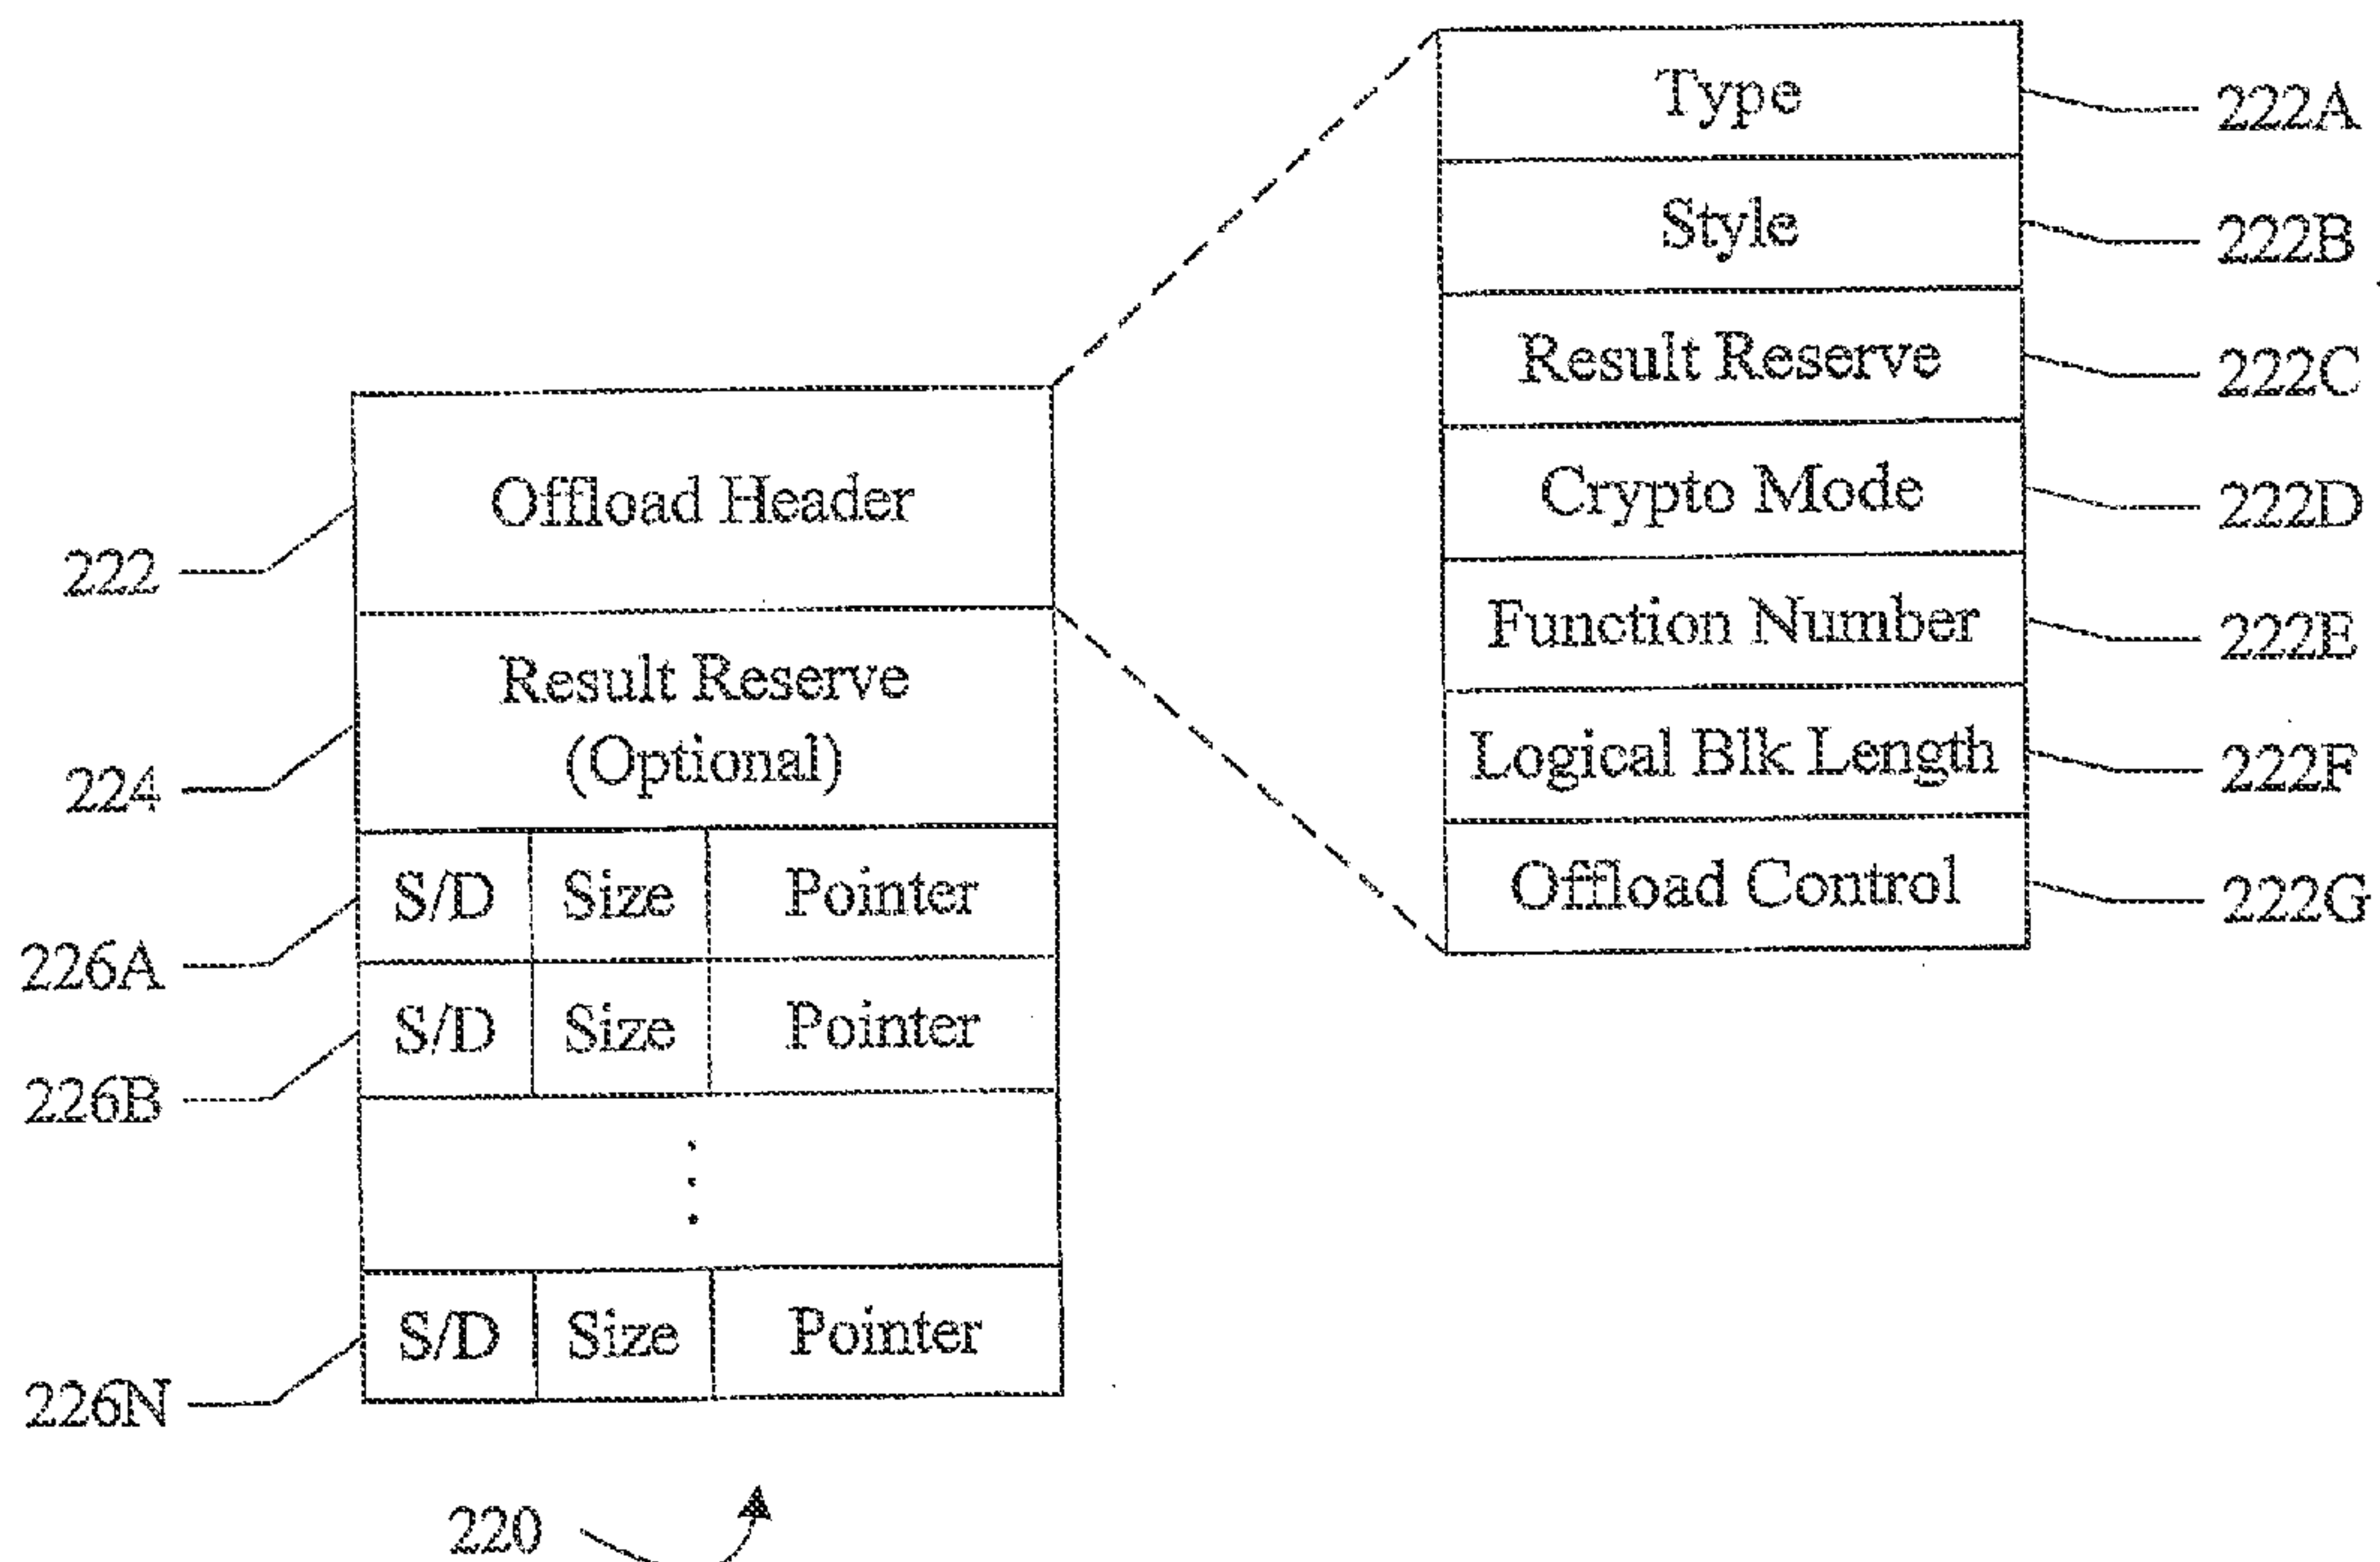 Type
222A
Style
222B
Result Reserve
222C
Crypto Mode
222D
Function Number
222E
Logical Blk Length
222F
Offload Control
222G
Offload Header
222
Result Reserve
(Optional)
224
S/D Size Pointer
226A
S/D Size Pointer
226B
S/D Size Pointer
226N
220